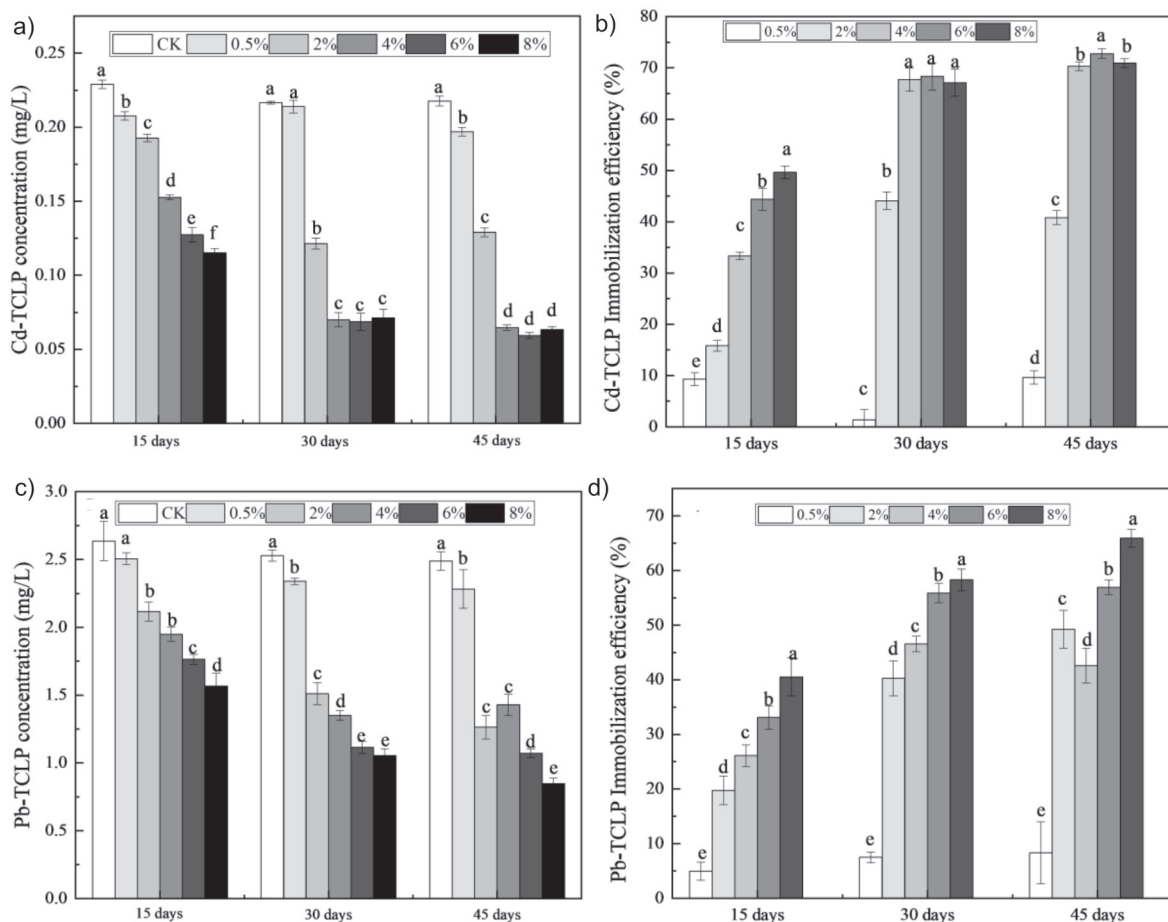 a)
CK 0.5% 2% 4% 6% 8%
Cd-TCLP concentration (mg/L)
0.25
0.20
0.15
0.10
0.05
0.00
a b c d e f
a a b c c c
a b c d d d
15 days 30 days 45 days
b)
0.5% 2% 4% 6% 8%
Cd-TCLP Immobilization efficiency (%)
80
70
60
50
40
30
20
10
0
e d c b a
c b a a a
d c b a b
15 days 30 days 45 days
c)
CK 0.5% 2% 4% 6% 8%
Pb-TCLP concentration (mg/L)
3.0
2.5
2.0
1.5
1.0
0.5
0.0
a a b b c d
a b c d e e
a b c c d e
15 days 30 days 45 days
d)
0.5% 2% 4% 6% 8%
Pb-TCLP Immobilization efficiency (%)
70
60
50
40
30
20
10
0
e d c b a
e d c b a
e c d b a
15 days 30 days 45 days